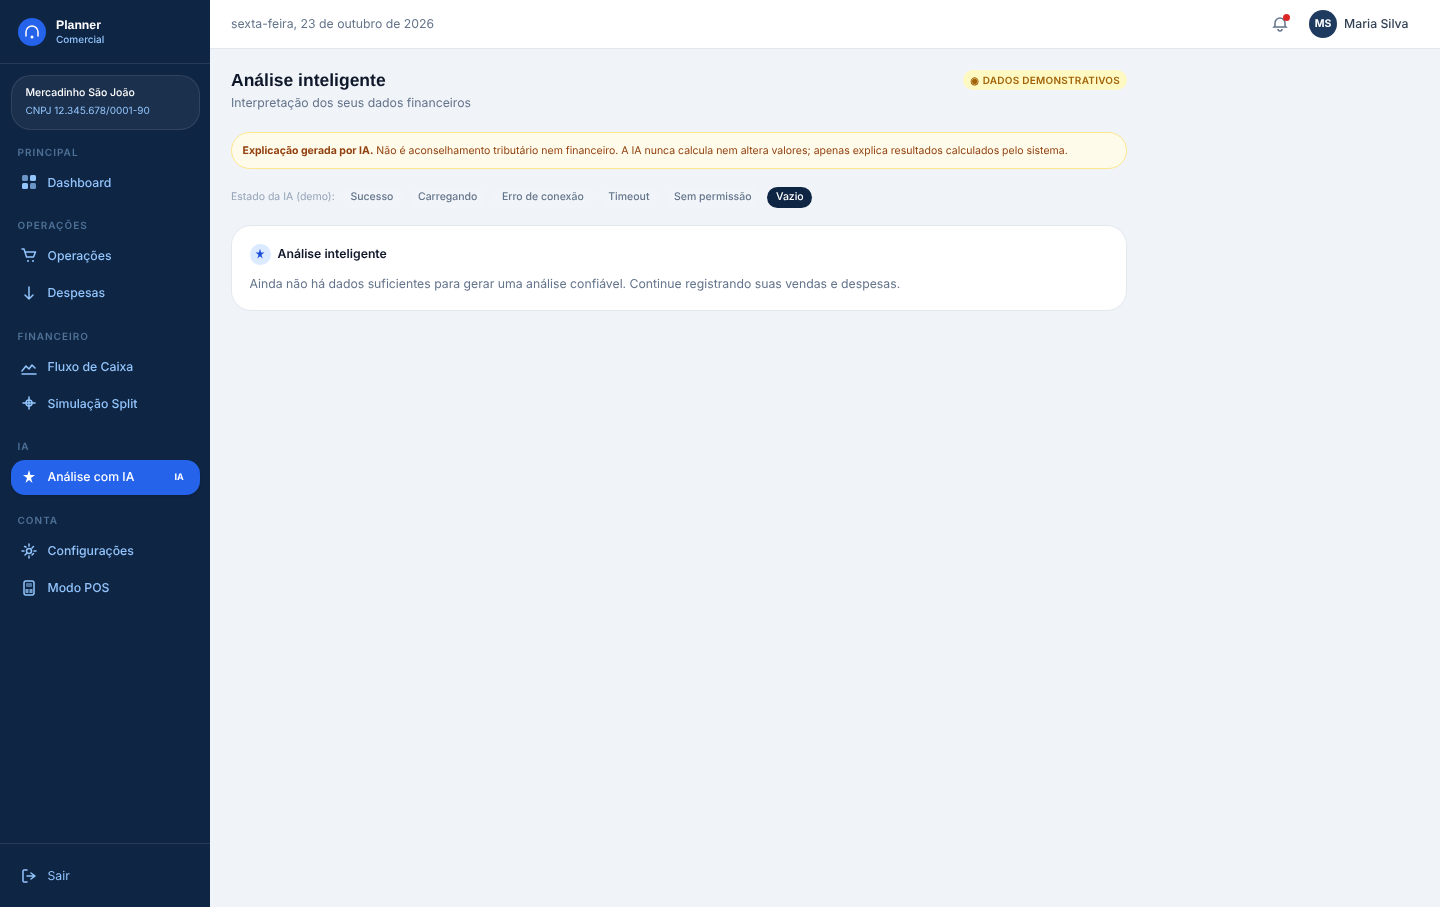 Planner
Comercial
Mercadinho São João
CNPJ 12.345.678/0001-90
PRINCIPAL
Dashboard
OPERAÇÕES
Operações
Despesas
FINANCEIRO
Fluxo de Caixa
Simulação Split
IA
Análise com IA IA
CONTA
Configurações
Modo POS
Sair
sexta-feira, 23 de outubro de 2026
MS Maria Silva
Análise inteligente
DADOS DEMONSTRATIVOS
Interpretação dos seus dados financeiros
Explicação gerada por IA. Não é aconselhamento tributário nem financeiro. A IA nunca calcula nem altera valores; apenas explica resultados calculados pelo sistema.
Estado da IA (demo): Sucesso Carregando Erro de conexão Timeout Sem permissão Vazio
Análise inteligente
Ainda não há dados suficientes para gerar uma análise confiável. Continue registrando suas vendas e despesas.